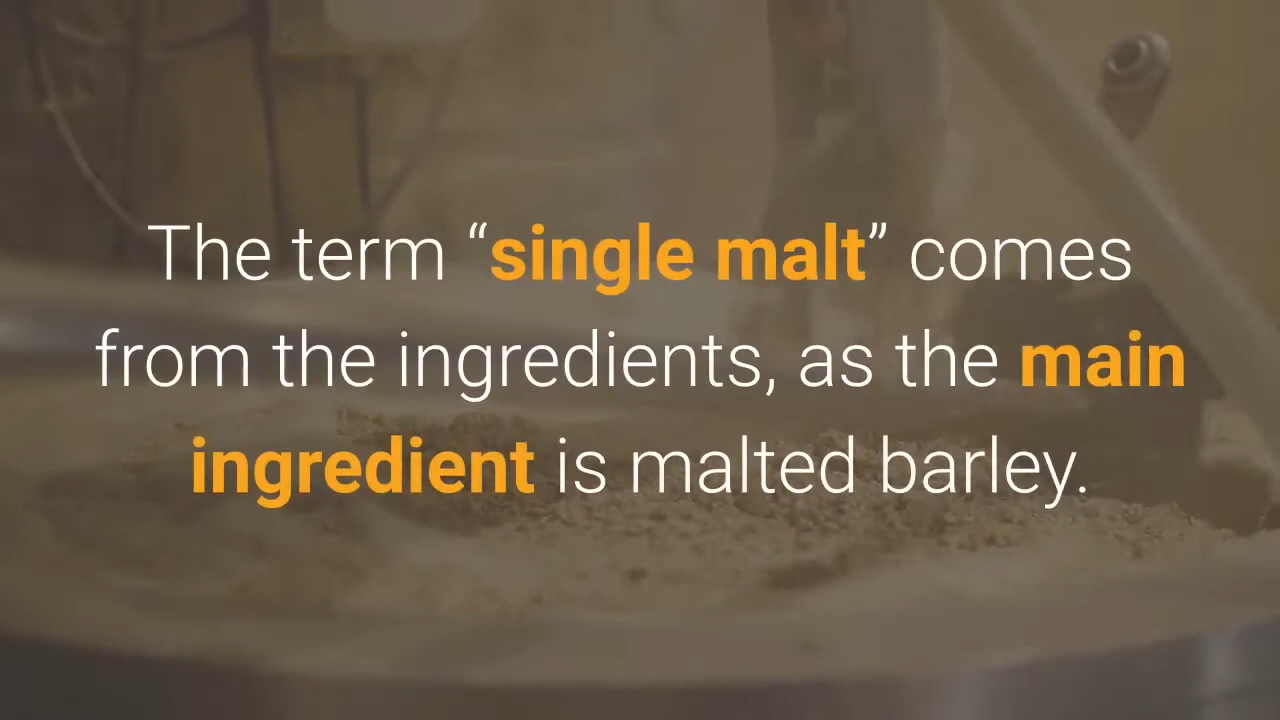 The term “single malt” comes
from the ingredients, as the main
ingredient is malted barley.